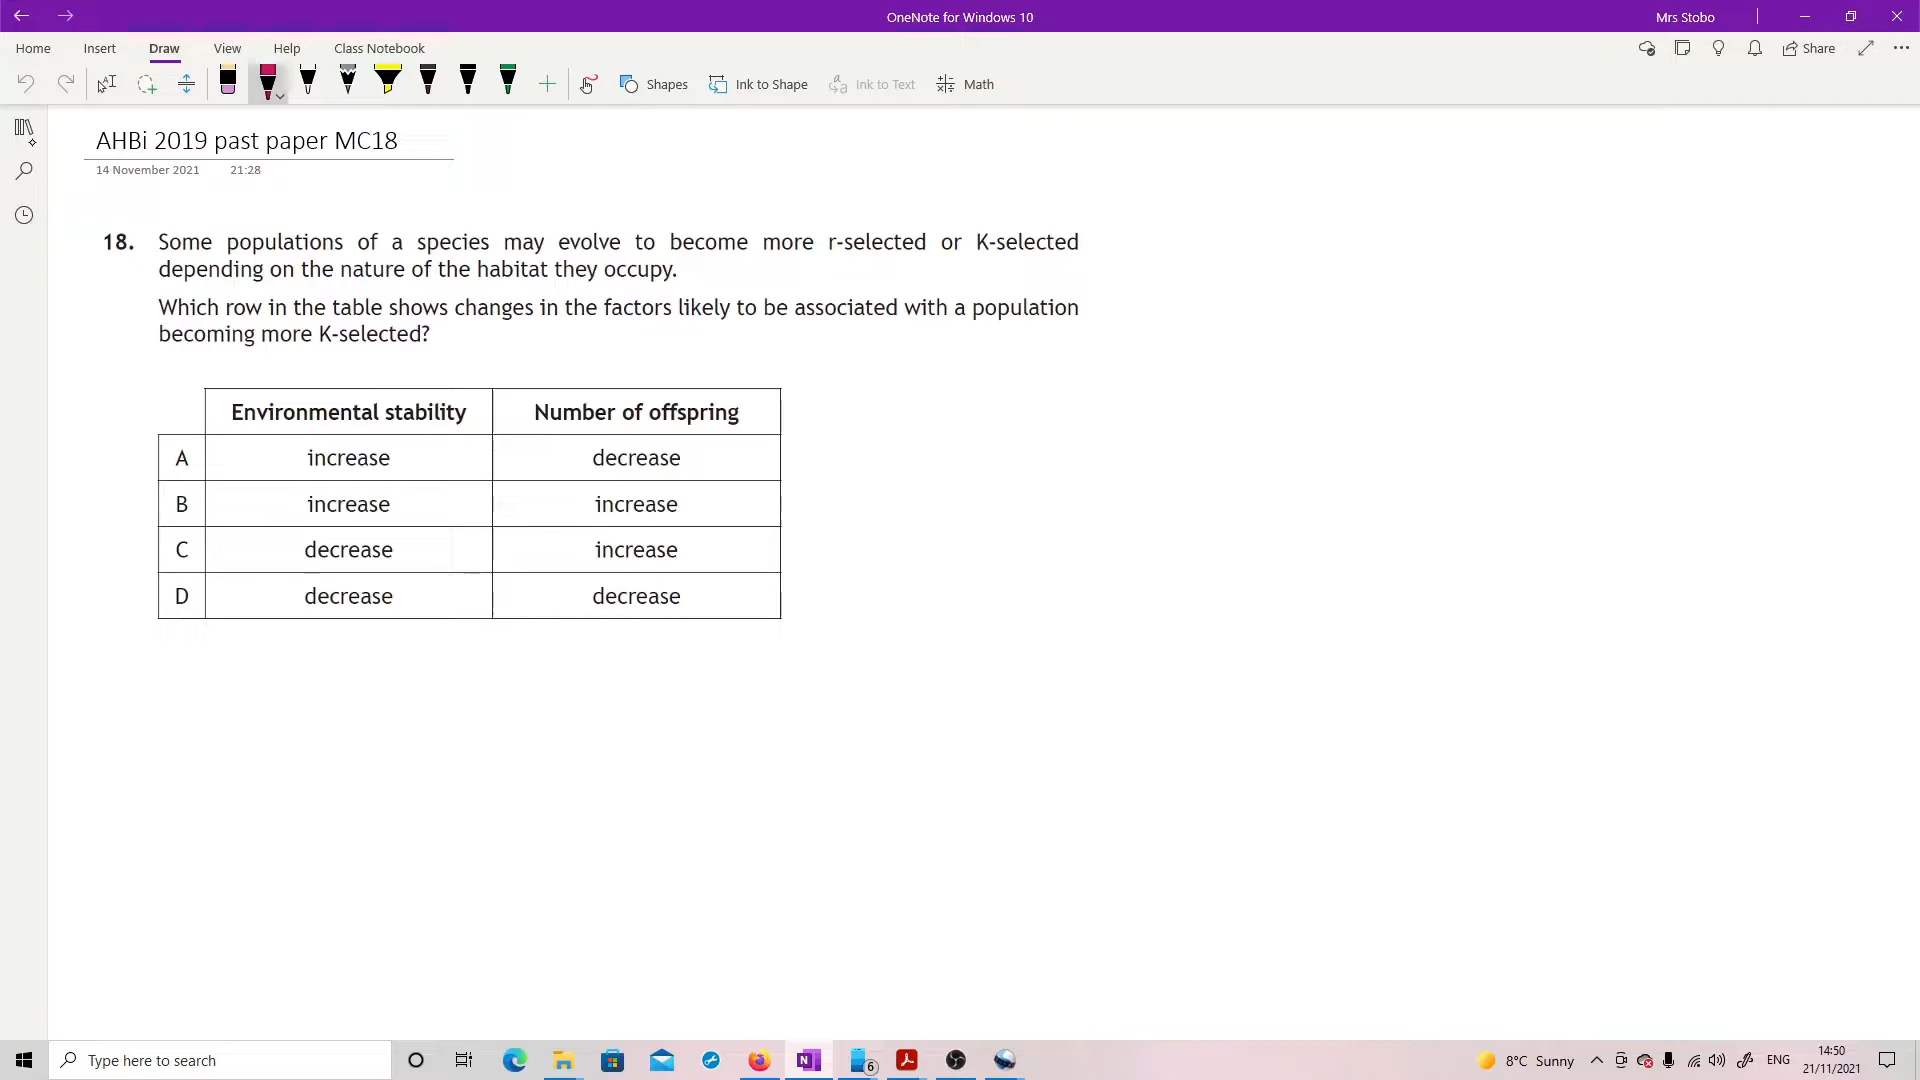 OneNote for Windows 10
Mrs Stobo
Home Insert Draw View Help Class Notebook
Share
Shapes Ink to Shape Ink to Text Math
AHBi 2019 past paper MC18
14 November 2021 21:28
18. Some populations of a species may evolve to become more r-selected or K-selected
depending on the nature of the habitat they occupy.
Which row in the table shows changes in the factors likely to be associated with a population
becoming more K-selected?
Environmental stability Number of offspring
A increase decrease
B increase increase
C decrease increase
D decrease decrease
Type here to search
6
8°C Sunny
ENG
14:50
21/11/2021